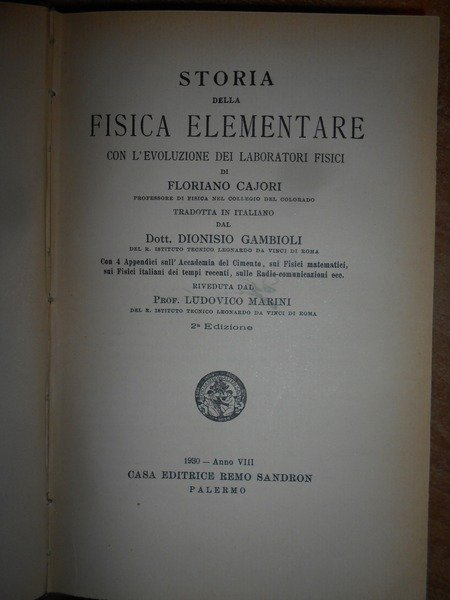 STORIA
DELLA
FISICA ELEMENTARE
CON L'EVOLUZIONE DEI LABORATORI FISICI
DI
FLORIANO CAJORI
PROFESSORE DI FISICA NEL COLLEGIO DEL COLORADO
TRADOTTA IN ITALIANO
DAL
Dott. DIONISIO GAMBIOLI
DEL R. ISTITUTO TECNICO LEONARDO DA VINCI DI ROMA
Con 4 Appendici sull'Accademia del Cimento, sui Fisici matematici,
sui Fisici italiani dei tempi recenti, sulle Radio-comunicazioni ecc.
RIVEDUTA DAL
PROF. LUDOVICO MARINI
DEL R. ISTITUTO TECNICO LEONARDO DA VINCI DI ROMA
2ª Edizione
1930 — Anno VIII
CASA EDITRICE REMO SANDRON
PALERMO